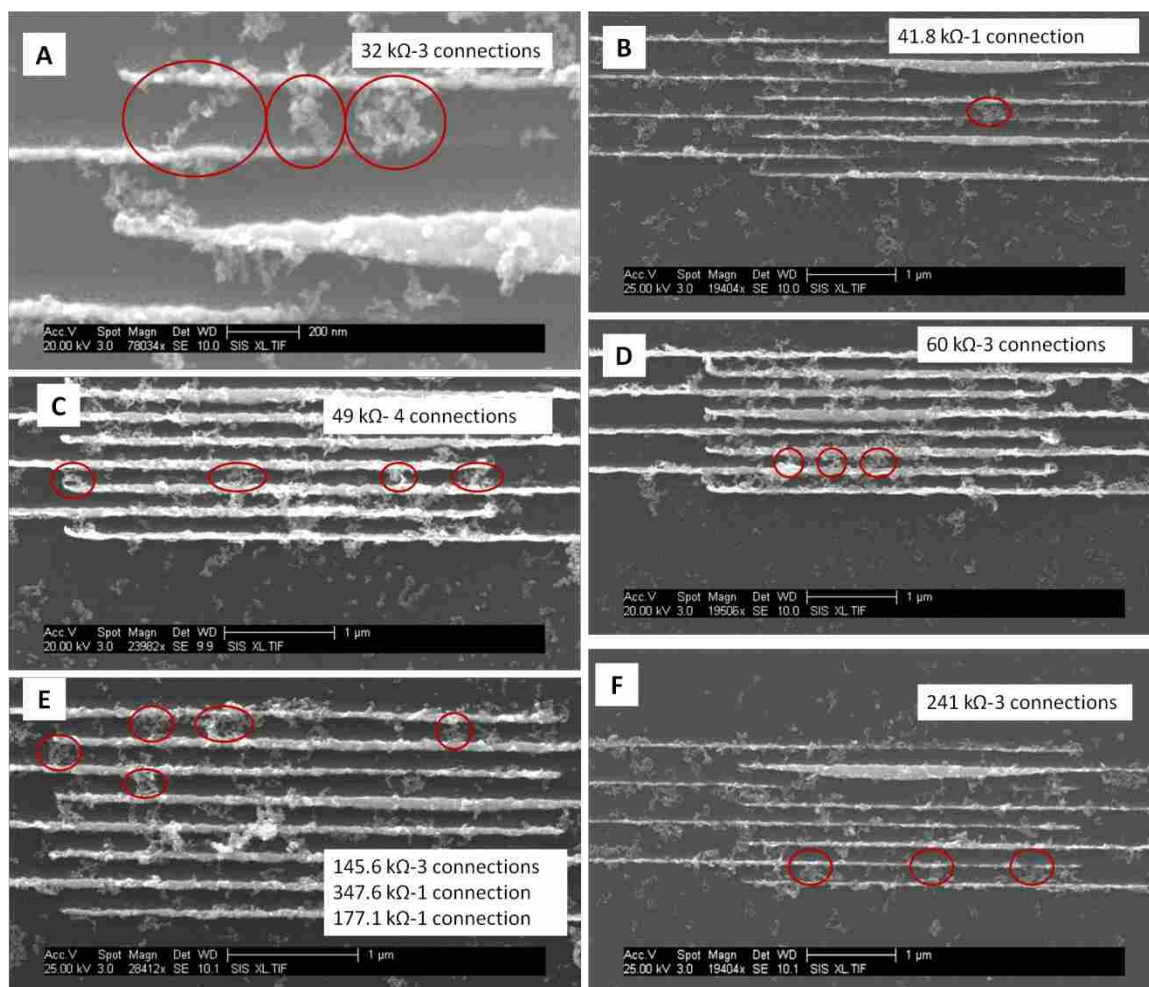 A
32 kΩ-3 connections
Acc.V Spot Magn Det WD 200 nm
20.00 kV 3.0 78034x SE 10.0 SIS XL.TIF
B
41.8 kΩ-1 connection
Acc.V Spot Magn Det WD 1 µm
25.00 kV 3.0 19404x SE 10.0 SIS XL.TIF
C
49 kΩ- 4 connections
Acc.V Spot Magn Det WD 1 µm
20.00 kV 3.0 23982x SE 9.9 SIS XL.TIF
D
60 kΩ-3 connections
Acc.V Spot Magn Det WD 1 µm
20.00 kV 3.0 19506x SE 10.0 SIS XL.TIF
E
145.6 kΩ-3 connections
347.6 kΩ-1 connection
177.1 kΩ-1 connection
Acc.V Spot Magn Det WD 1 µm
25.00 kV 3.0 28412x SE 10.1 SIS XL.TIF
F
241 kΩ-3 connections
Acc.V Spot Magn Det WD 1 µm
25.00 kV 3.0 19404x SE 10.1 SIS XL.TIF